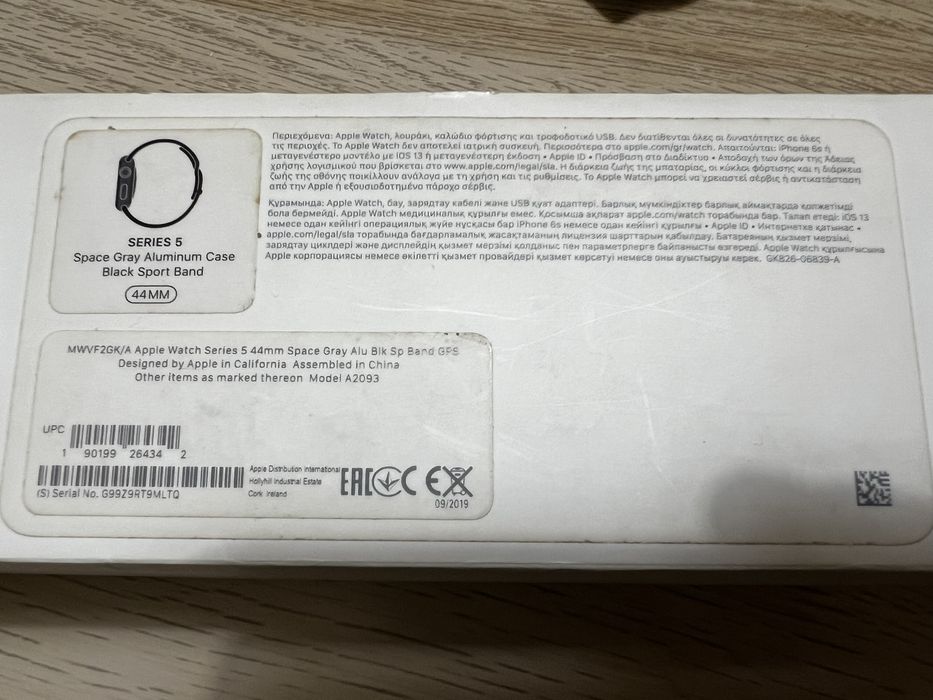 SERIES 5
Space Gray Aluminum Case
Black Sport Band
44MM
Περιεχόμενα: Apple Watch, λουράκι, καλώδιο φόρτισης και τροφοδοτικό USB. Δεν διατίθενται όλες οι δυνατότητες σε όλες
τις περιοχές. Το Apple Watch δεν αποτελεί ιατρική συσκευή. Περισσότερα στο apple.com/gr/watch. Απαιτούνται: iPhone 6s ή
μεταγενέστερο μοντέλο με iOS 13 ή μεταγενέστερη έκδοση • Apple ID • Πρόσβαση στο διαδίκτυο • Αποδοχή των όρων της Άδειας
χρήσης λογισμικού που βρίσκεται στο www.apple.com/legal/sla. Η διάρκεια ζωής της μπαταρίας, οι κύκλοι φόρτισης και η διάρκεια
ζωής της οθόνης ποικίλλουν ανάλογα με τη χρήση και τις ρυθμίσεις. Το Apple Watch μπορεί να χρειαστεί σέρβις ή αντικατάσταση
από την Apple ή εξουσιοδοτημένο πάροχο σέρβις.
Құрамында: Apple Watch, бау, зарядтау кабелі және USB қуат адаптері. Барлық мүмкіндіктер барлық аймақтарда қолжетімді
бола бермейді. Apple Watch медициналық құрылғы емес. Қосымша ақпарат apple.com/watch торабында бар. Талап етеді: iOS 13
немесе одан кейінгі операциялық жүйе нұсқасы бар iPhone 6s немесе одан кейінгі құрылғы • Apple ID • Интернетке қатынас •
apple.com/legal/sla торабында бағдарламалық жасақтаманың лицензия шарттарын қабылдау. Батареяның қызмет мерзімі,
зарядтау циклдері және дисплейдің қызмет мерзімі қолданыс пен параметрлерге байланысты өзгереді. Apple Watch құрылғысына
Apple корпорациясы немесе өкілетті қызмет провайдері қызмет көрсетуі немесе оны ауыстыруы керек. GK826-06839-A
MWVF2GK/A Apple Watch Series 5 44mm Space Gray Alu Blk Sp Band GPS
Designed by Apple in California Assembled in China
Other items as marked thereon Model A2093
UPC
1 90199 26434 2
(S) Serial No. G99Z9RT9MLTQ
Apple Distribution International
Hollyhill Industrial Estate
Cork Ireland
EAC CE
09/2019